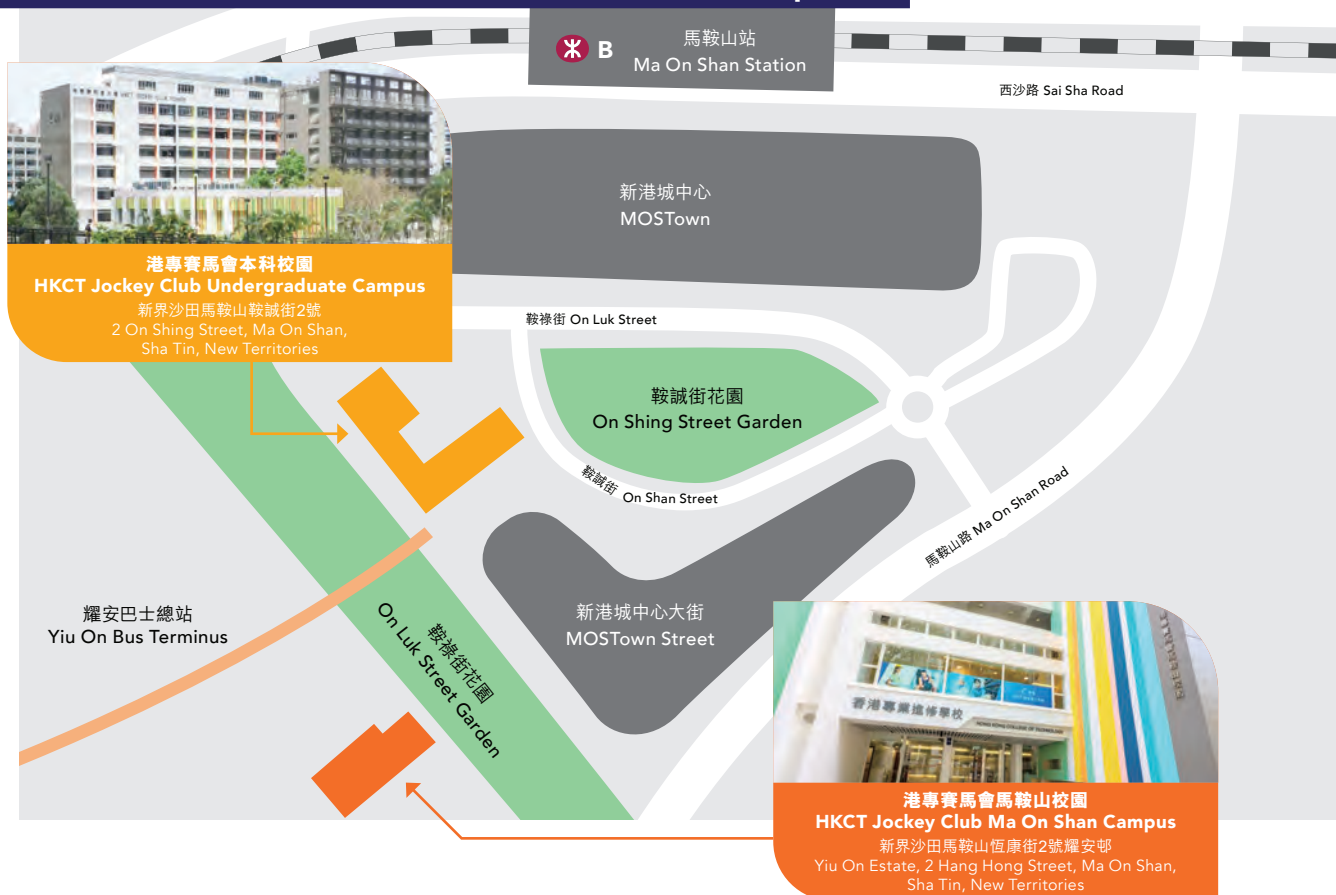 B
馬鞍山站
Ma On Shan Station
西沙路 Sai Sha Road
新港城中心
MOSTown
港專賽馬會本科校園
HKCT Jockey Club Undergraduate Campus
新界沙田馬鞍山鞍誠街2號
2 On Shing Street, Ma On Shan,
Sha Tin, New Territories
鞍祿街 On Luk Street
鞍誠街花園
On Shing Street Garden
鞍誠街 On Shan Street
馬鞍山路 Ma On Shan Road
耀安巴士總站
Yiu On Bus Terminus
鞍祿街花園
On Luk Street Garden
新港城中心大街
MOSTown Street
香港專業進修學校
HONG KONG COLLEGE OF TECHNOLOGY
港專賽馬會馬鞍山校園
HKCT Jockey Club Ma On Shan Campus
新界沙田馬鞍山恆康街2號耀安邨
Yiu On Estate, 2 Hang Hong Street, Ma On Shan,
Sha Tin, New Territories